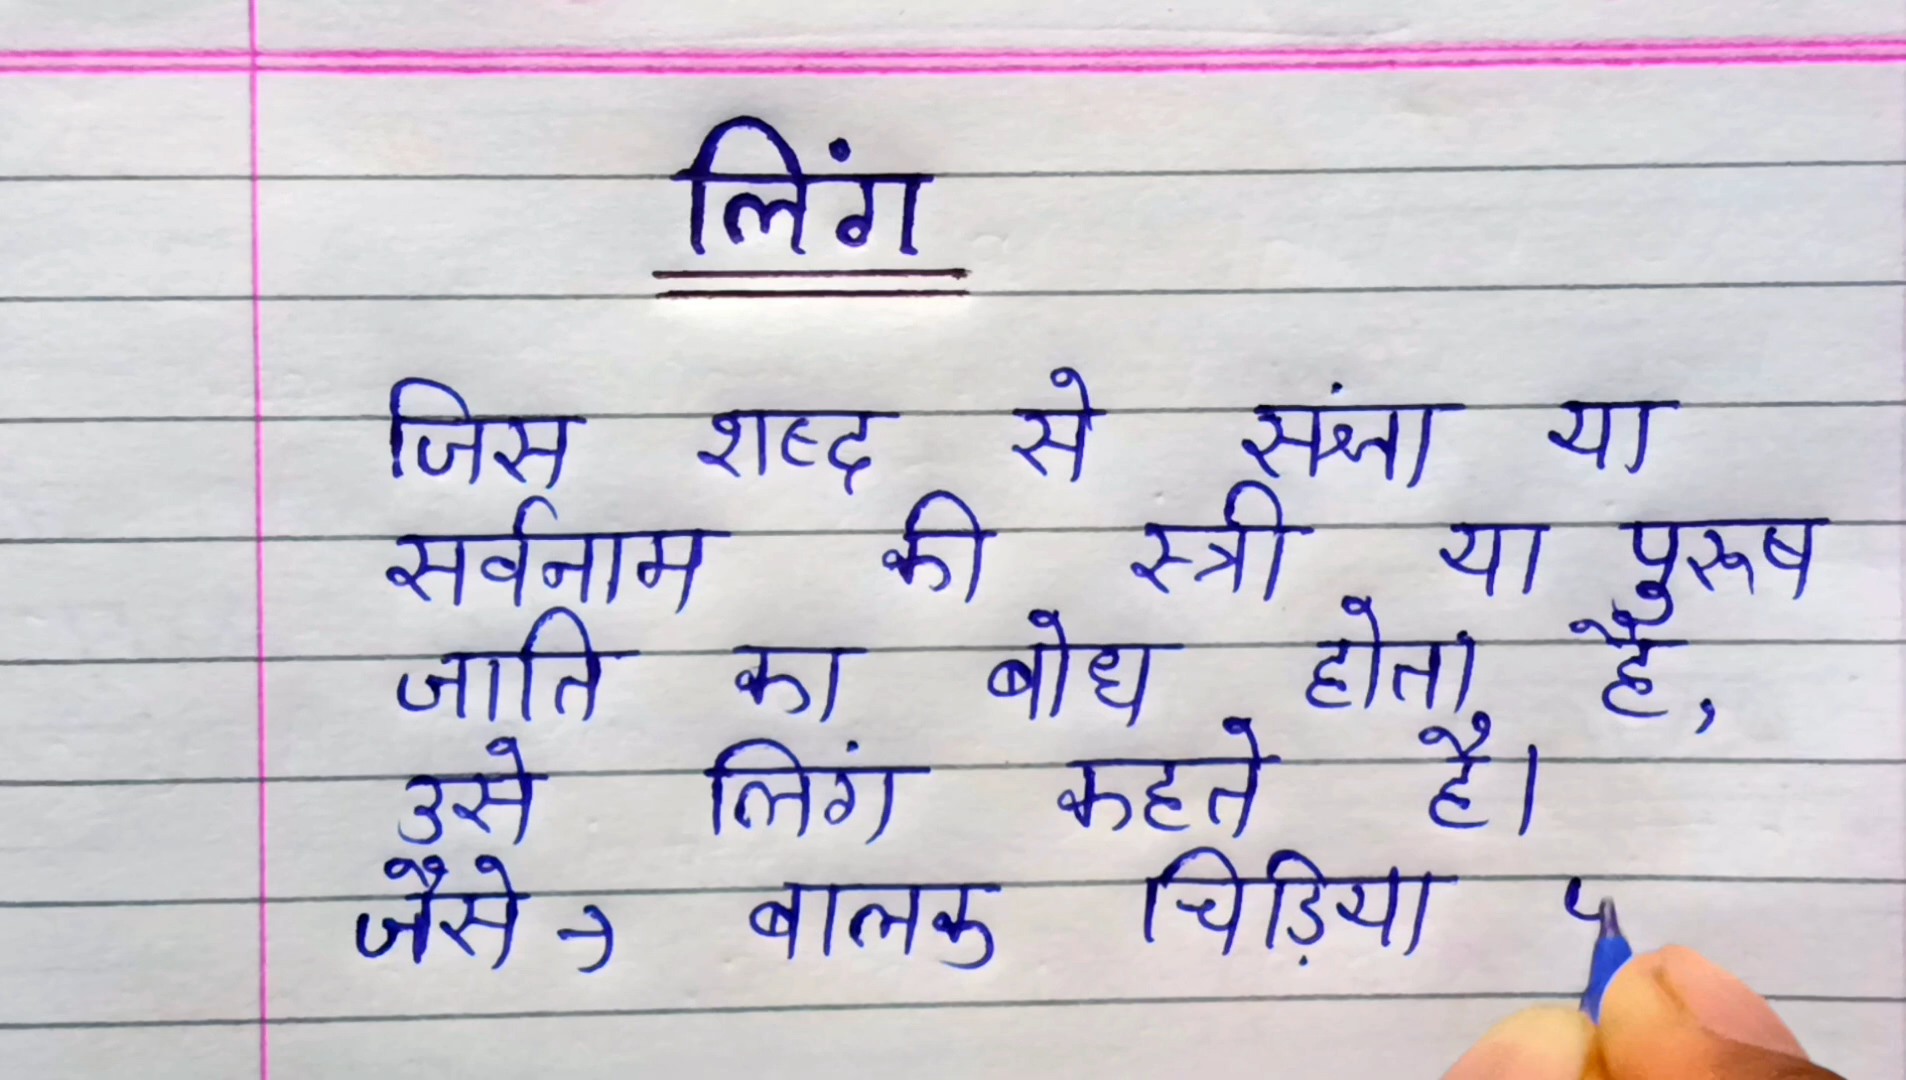 लिंग
जिस शब्द से संज्ञा या
सर्वनाम की स्त्री या पुरूष
जाति का बोध होता है,
उसे लिंग कहते है।
जैसे → बालक चिड़िया